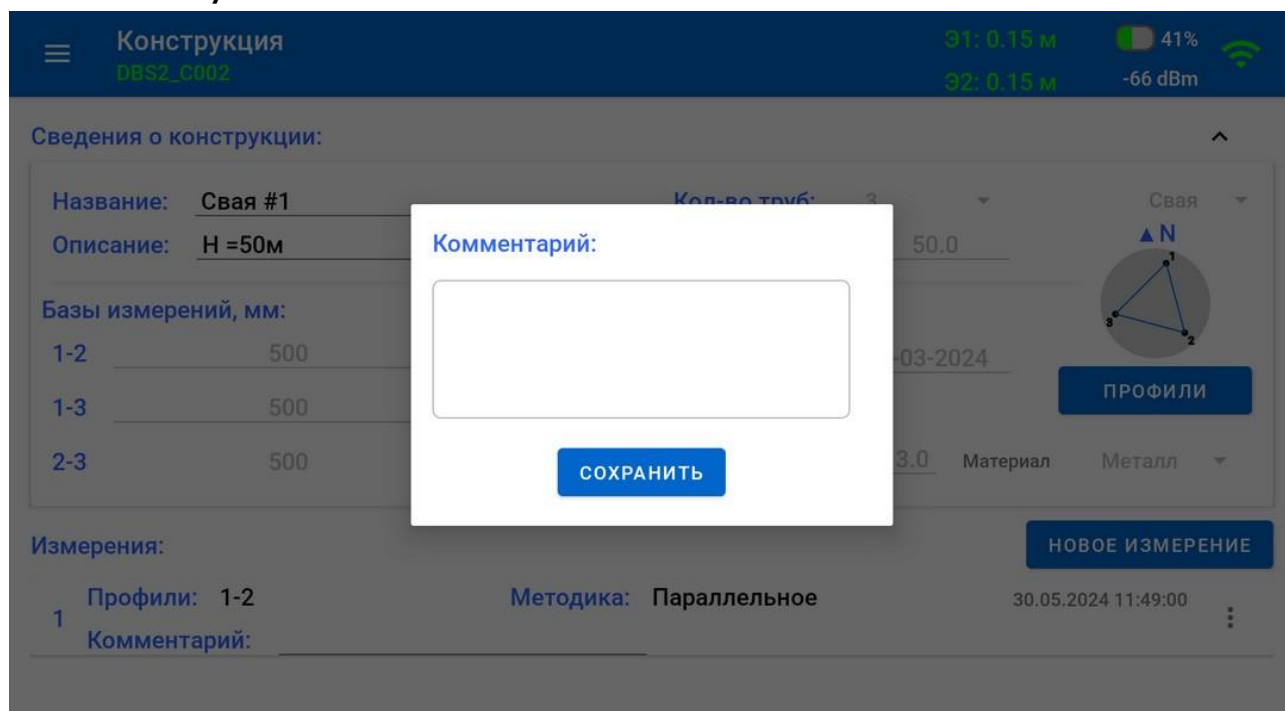 Конструкция Э1: 0.15 м 41%
DBS2_C002 Э2: 0.15 м -66 dBm
Сведения о конструкции:
Название: Свая #1 Кол-во труб: 3 Свая
Описание: H =50м 50.0 N
1
3
2
Комментарий:
Базы измерений, мм:
1-2 500 -03-2024
ПРОФИЛИ
1-3 500
2-3 500 3.0 Материал Металл
СОХРАНИТЬ
Измерения: НОВОЕ ИЗМЕРЕНИЕ
1 Профили: 1-2 Методика: Параллельное 30.05.2024 11:49:00
Комментарий: